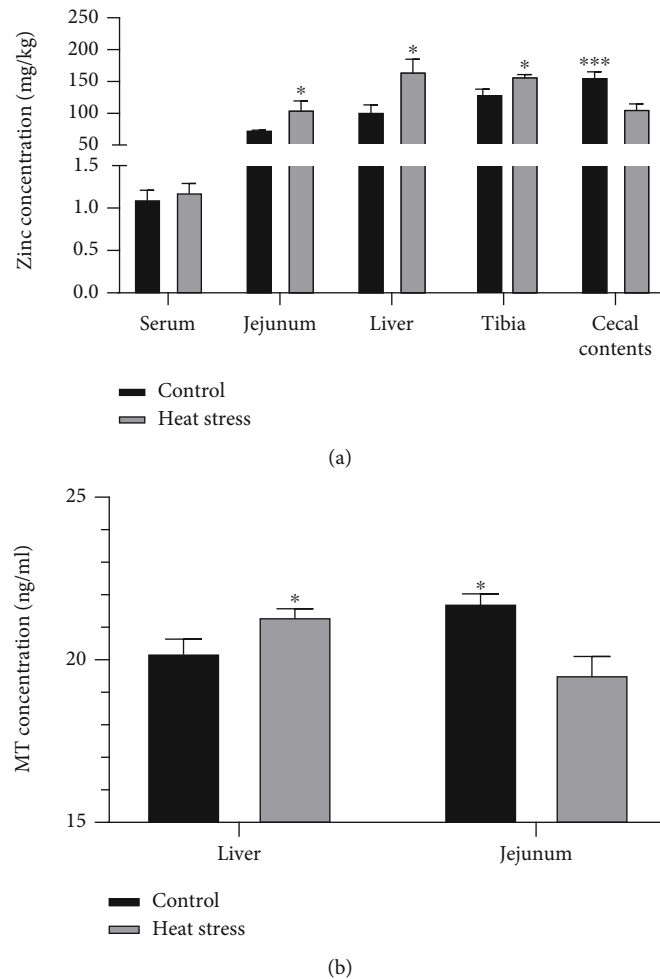 Zinc concentration (mg/kg)
250
200
150
100
50
1.5
1.0
0.5
0.0
*
*
*
***
Serum
Jejunum
Liver
Tibia
Cecal
contents
Control
Heat stress
(a)
MT concentration (ng/ml)
25
20
15
*
*
Liver
Jejunum
Control
Heat stress
(b)